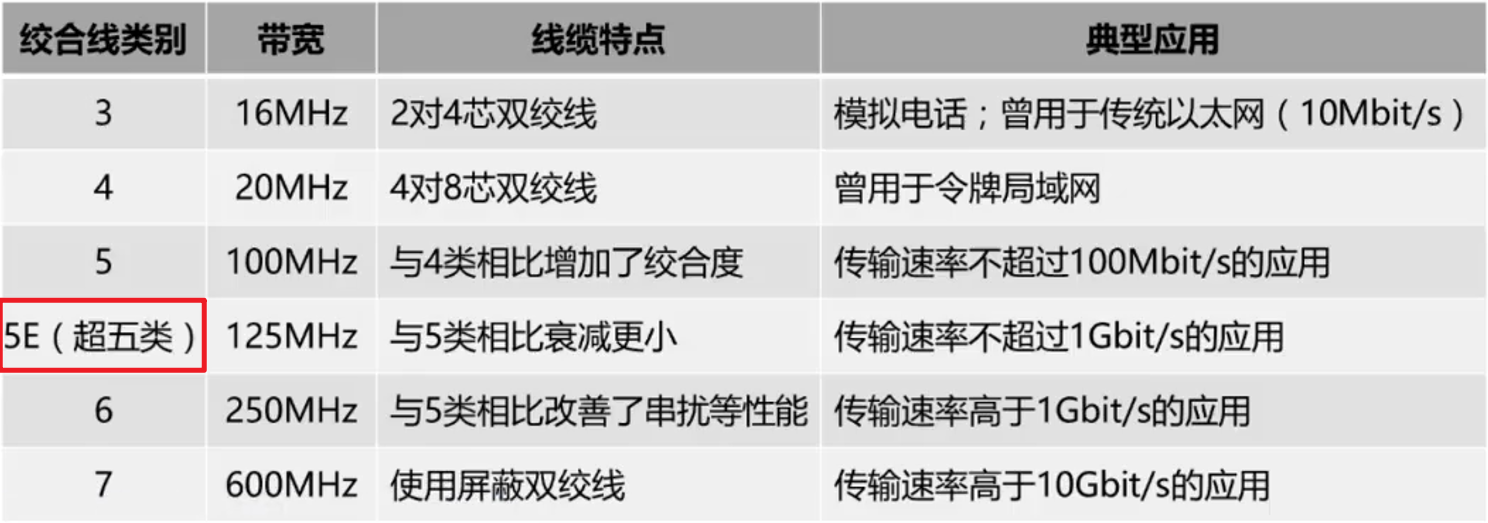 绞合线类别 带宽 线缆特点 典型应用
3 16MHz 2对4芯双绞线 模拟电话；曾用于传统以太网（10Mbit/s）
4 20MHz 4对8芯双绞线 曾用于令牌局域网
5 100MHz 与4类相比增加了绞合度 传输速率不超过100Mbit/s的应用
5E（超五类） 125MHz 与5类相比衰减更小 传输速率不超过1Gbit/s的应用
6 250MHz 与5类相比改善了串扰等性能 传输速率高于1Gbit/s的应用
7 600MHz 使用屏蔽双绞线 传输速率高于10Gbit/s的应用